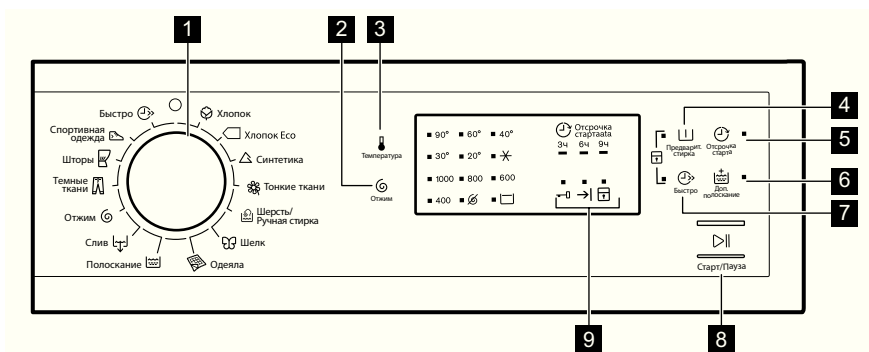 1
2
3
4
5
6
7
8
9
Быстро
Спортивная
одежда
Шторы
Темные
ткани
Отжим
Слив
Полоскание
Хлопок
Хлопок Eco
Синтетика
Тонкие ткани
Шерсть/
Ручная стирка
Шелк
Одеяла
Температура
Отжим
90° 60° 40°
30° 20°
1000 800 600
400
Отсрочка
стартаata
3ч 6ч 9ч
Предварит.
стирка
Отсрочка
старта
Быстро
Доп.
полоскание
Старт/Пауза